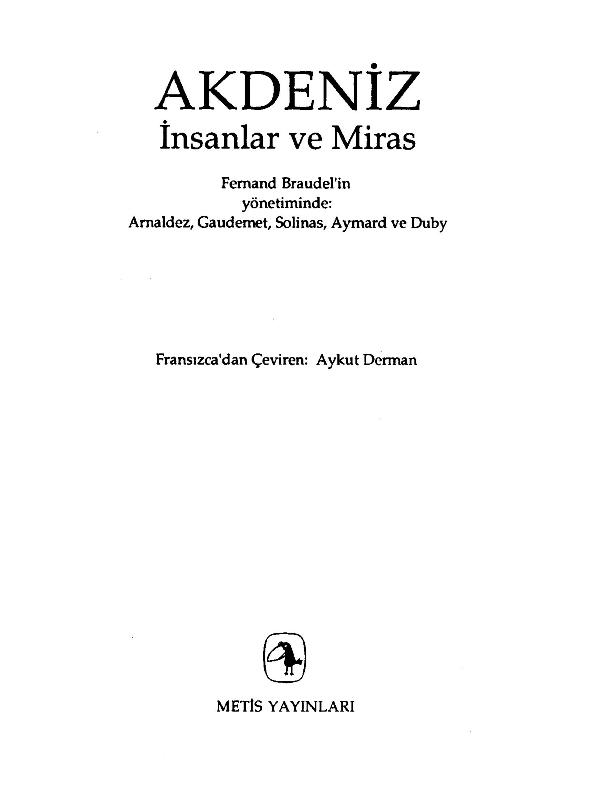 AKDENİZ
İnsanlar ve Miras
Fernand Braudel'in
yönetiminde:
Arnaldez, Gaudemet, Solinas, Aymard ve Duby
Fransızca'dan Çeviren: Aykut Derman
METİS YAYINLARI